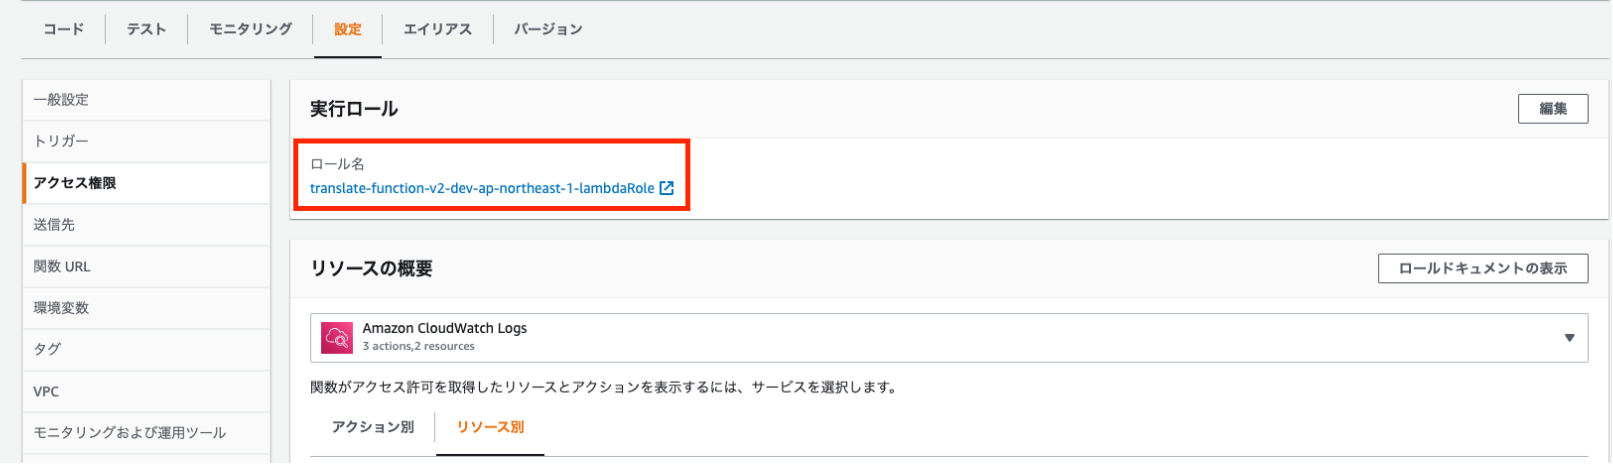 コード
テスト
モニタリング
設定
エイリアス
バージョン
一般設定
トリガー
アクセス権限
送信先
関数 URL
環境変数
タグ
VPC
モニタリングおよび運用ツール
実行ロール
編集
ロール名
translate-function-v2-dev-ap-northeast-1-lambdaRole
リソースの概要
ロールドキュメントの表示
Amazon CloudWatch Logs
3 actions,2 resources
関数がアクセス許可を取得したリソースとアクションを表示するには、サービスを選択します。
アクション別
リソース別